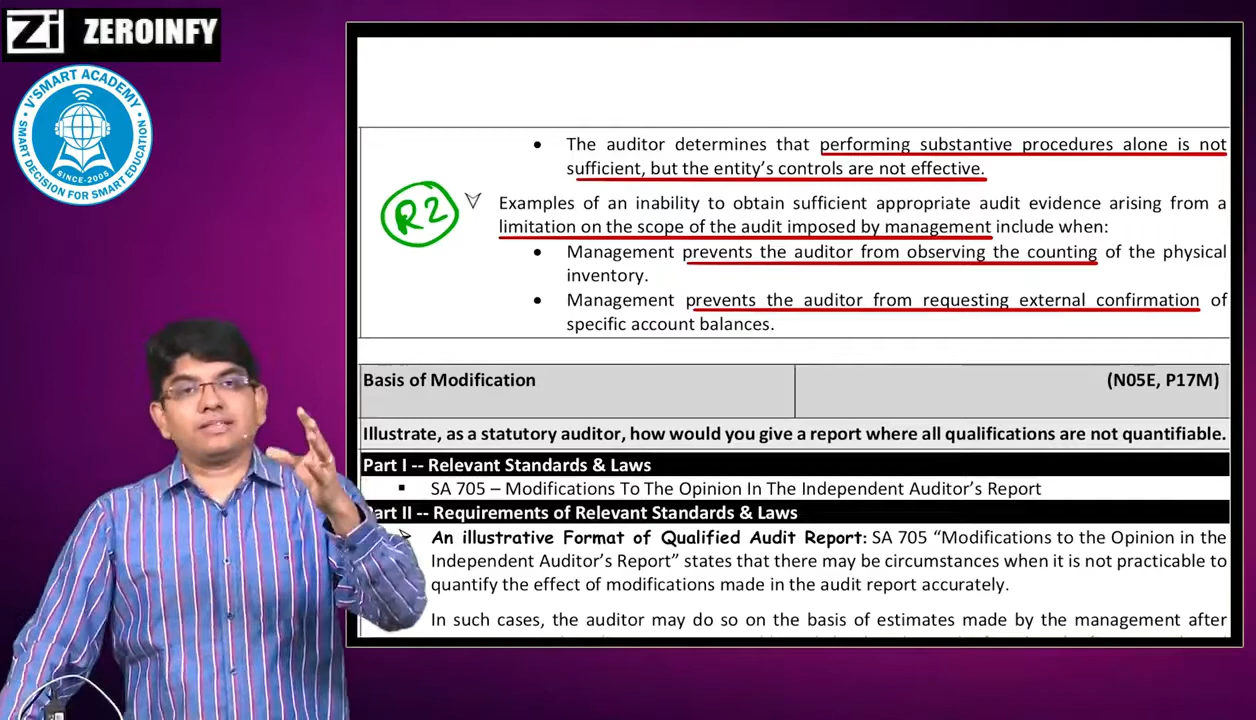 Zi ZEROINFY
V'SMART ACADEMY
SINCE-2005
SMART DECISION FOR SMART EDUCATION
• The auditor determines that performing substantive procedures alone is not
sufficient, but the entity's controls are not effective.
R2
Examples of an inability to obtain sufficient appropriate audit evidence arising from a
limitation on the scope of the audit imposed by management include when:
• Management prevents the auditor from observing the counting of the physical
inventory.
• Management prevents the auditor from requesting external confirmation of
specific account balances.
Basis of Modification (N05E, P17M)
Illustrate, as a statutory auditor, how would you give a report where all qualifications are not quantifiable.
Part I -- Relevant Standards & Laws
▪ SA 705 – Modifications To The Opinion In The Independent Auditor's Report
art II -- Requirements of Relevant Standards & Laws
An illustrative Format of Qualified Audit Report: SA 705 “Modifications to the Opinion in the
Independent Auditor's Report” states that there may be circumstances when it is not practicable to
quantify the effect of modifications made in the audit report accurately.
In such cases, the auditor may do so on the basis of estimates made by the management after